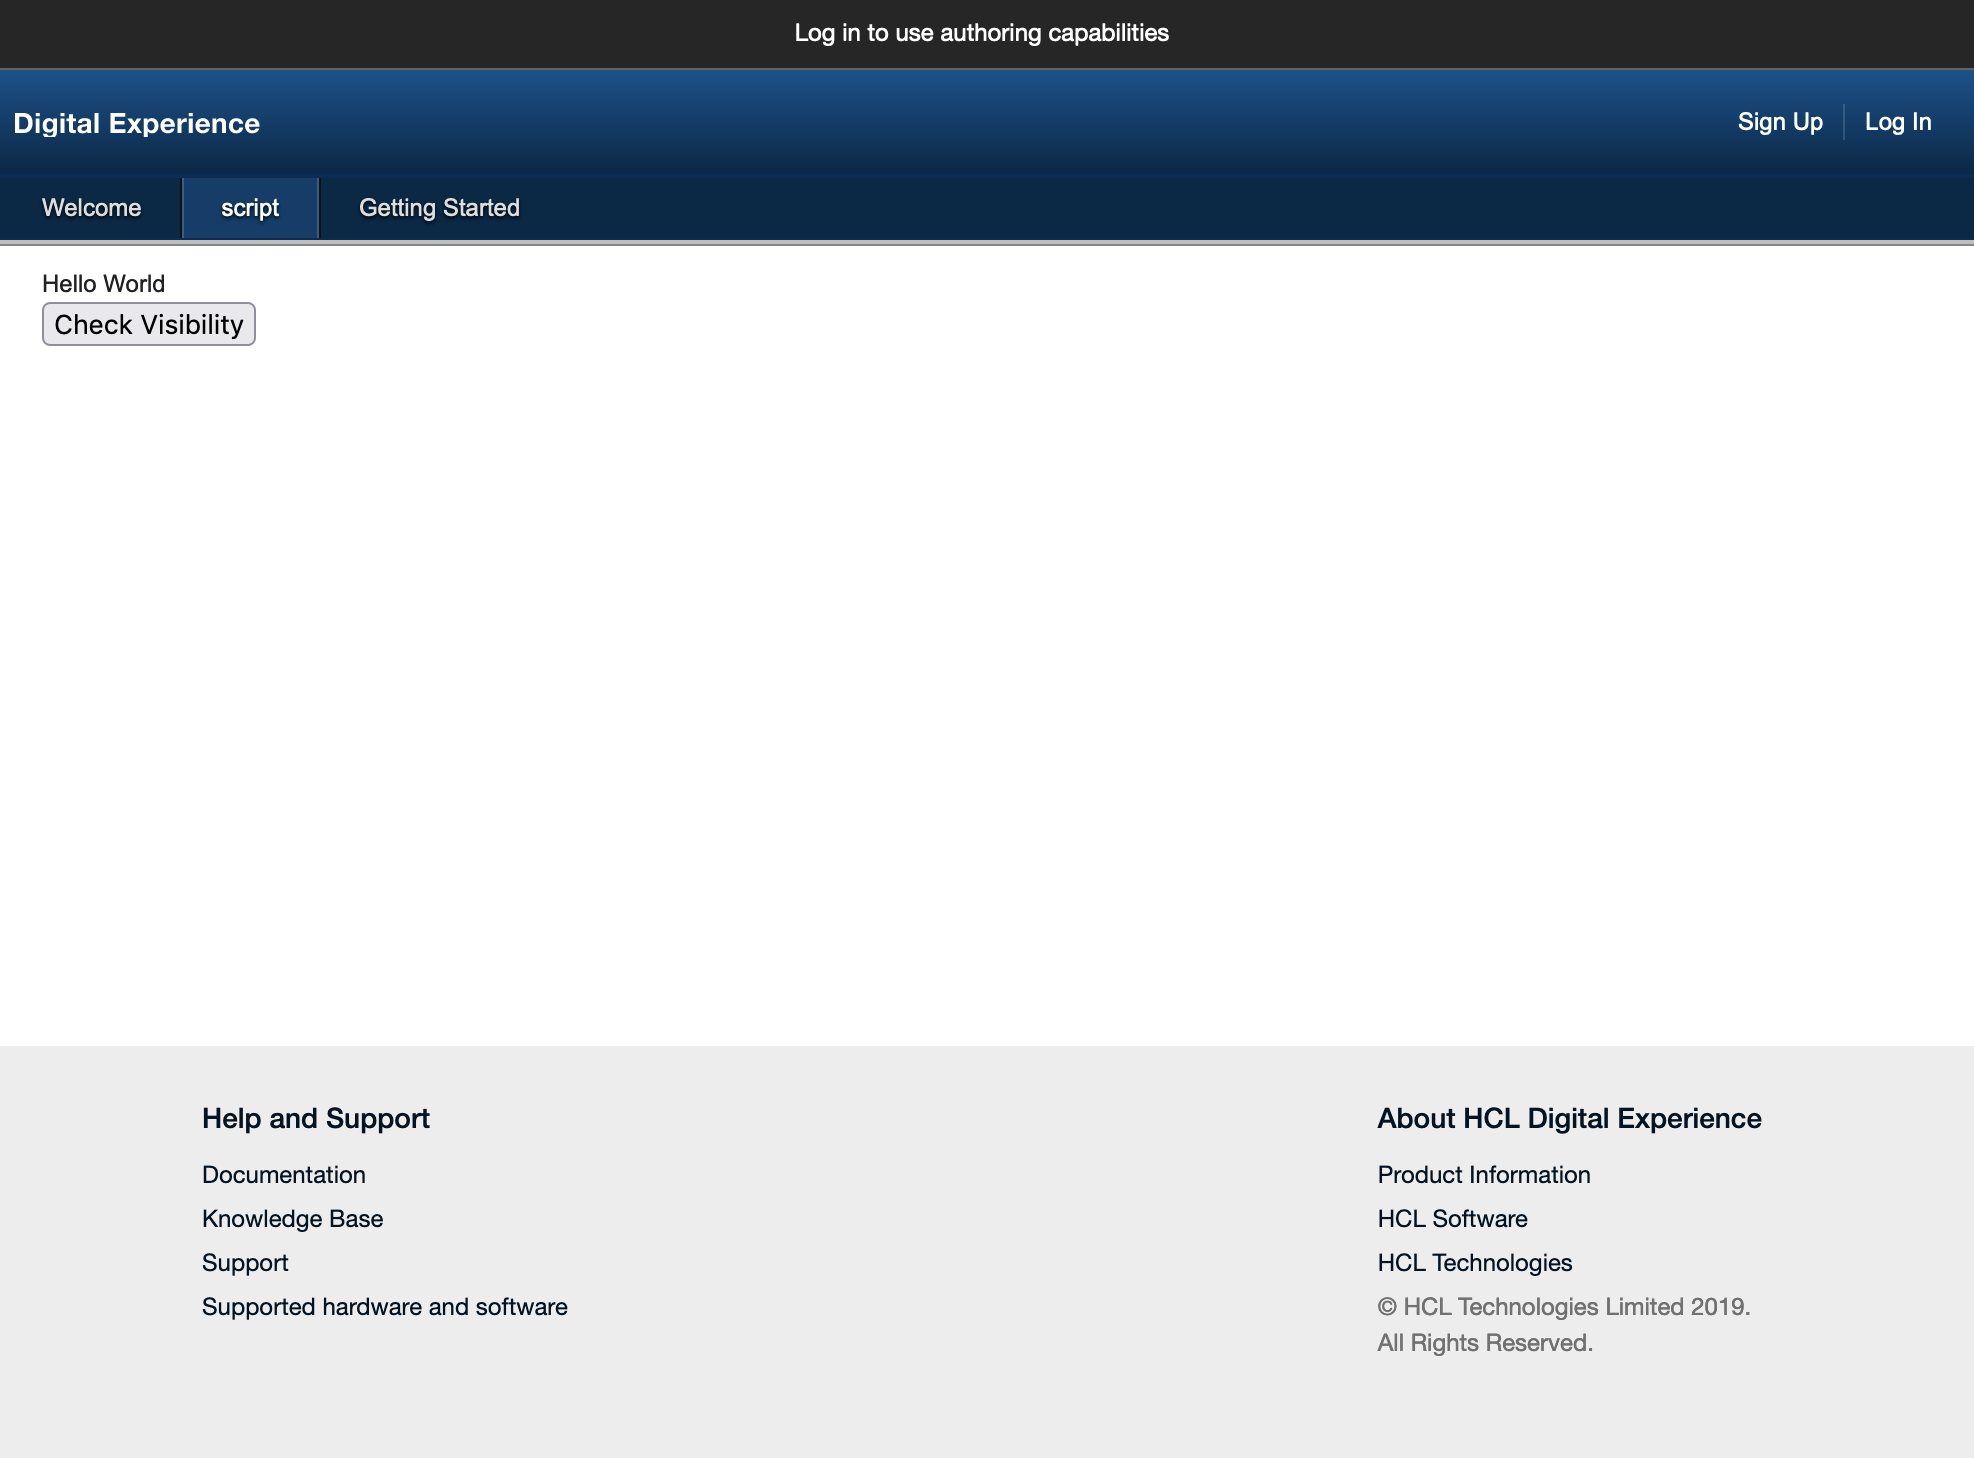 Log in to use authoring capabilities
Digital Experience
Sign Up
Log In
Welcome
script
Getting Started
Hello World
Check Visibility
Help and Support
Documentation
Knowledge Base
Support
Supported hardware and software
About HCL Digital Experience
Product Information
HCL Software
HCL Technologies
© HCL Technologies Limited 2019.
All Rights Reserved.